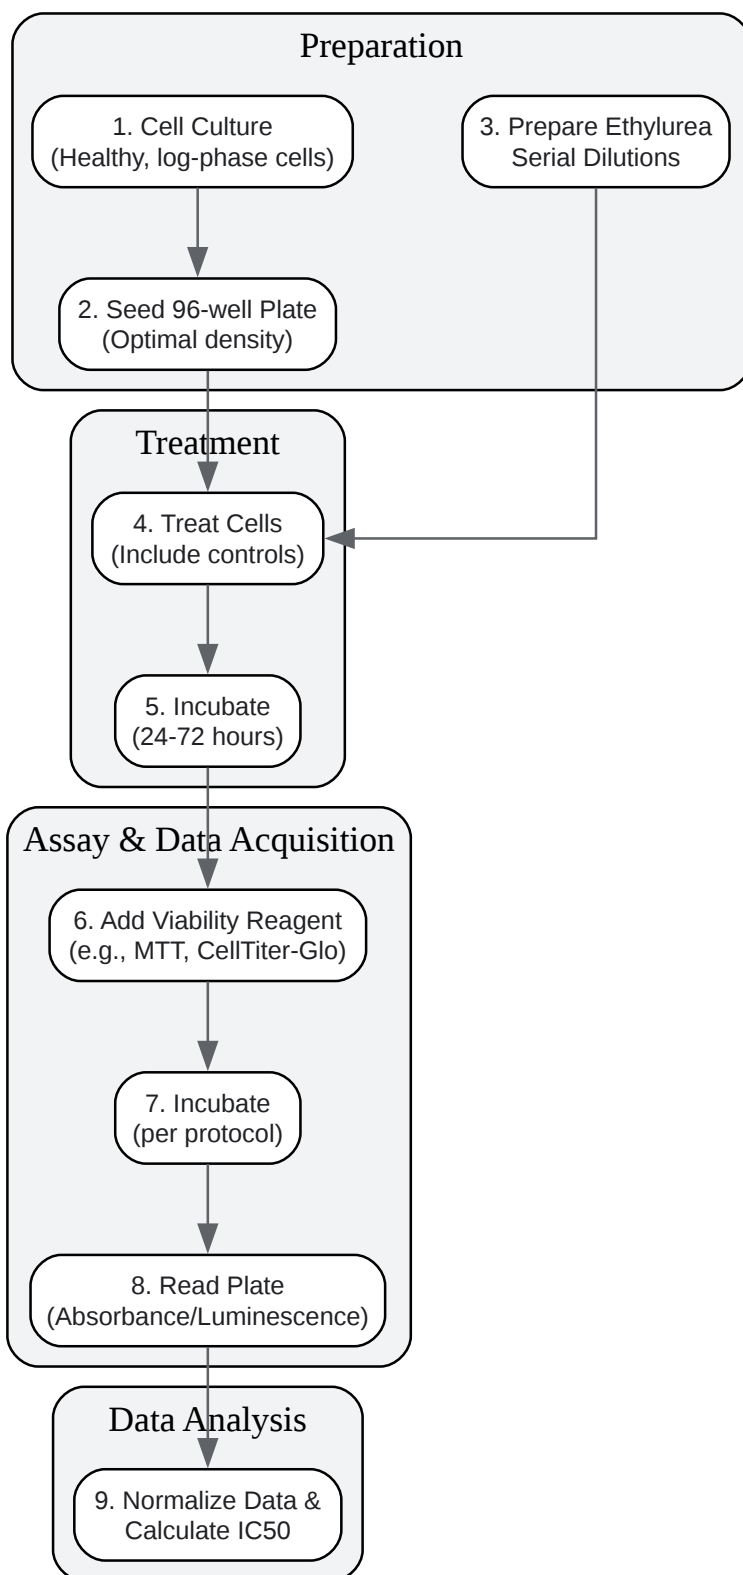 Preparation
1. Cell Culture
(Healthy, log-phase cells)
3. Prepare Ethylurea
Serial Dilutions
2. Seed 96-well Plate
(Optimal density)
Treatment
4. Treat Cells
(Include controls)
5. Incubate
(24-72 hours)
Assay & Data Acquisition
6. Add Viability Reagent
(e.g., MTT, CellTiter-Glo)
7. Incubate
(per protocol)
8. Read Plate
(Absorbance/Luminescence)
Data Analysis
9. Normalize Data &
Calculate IC50